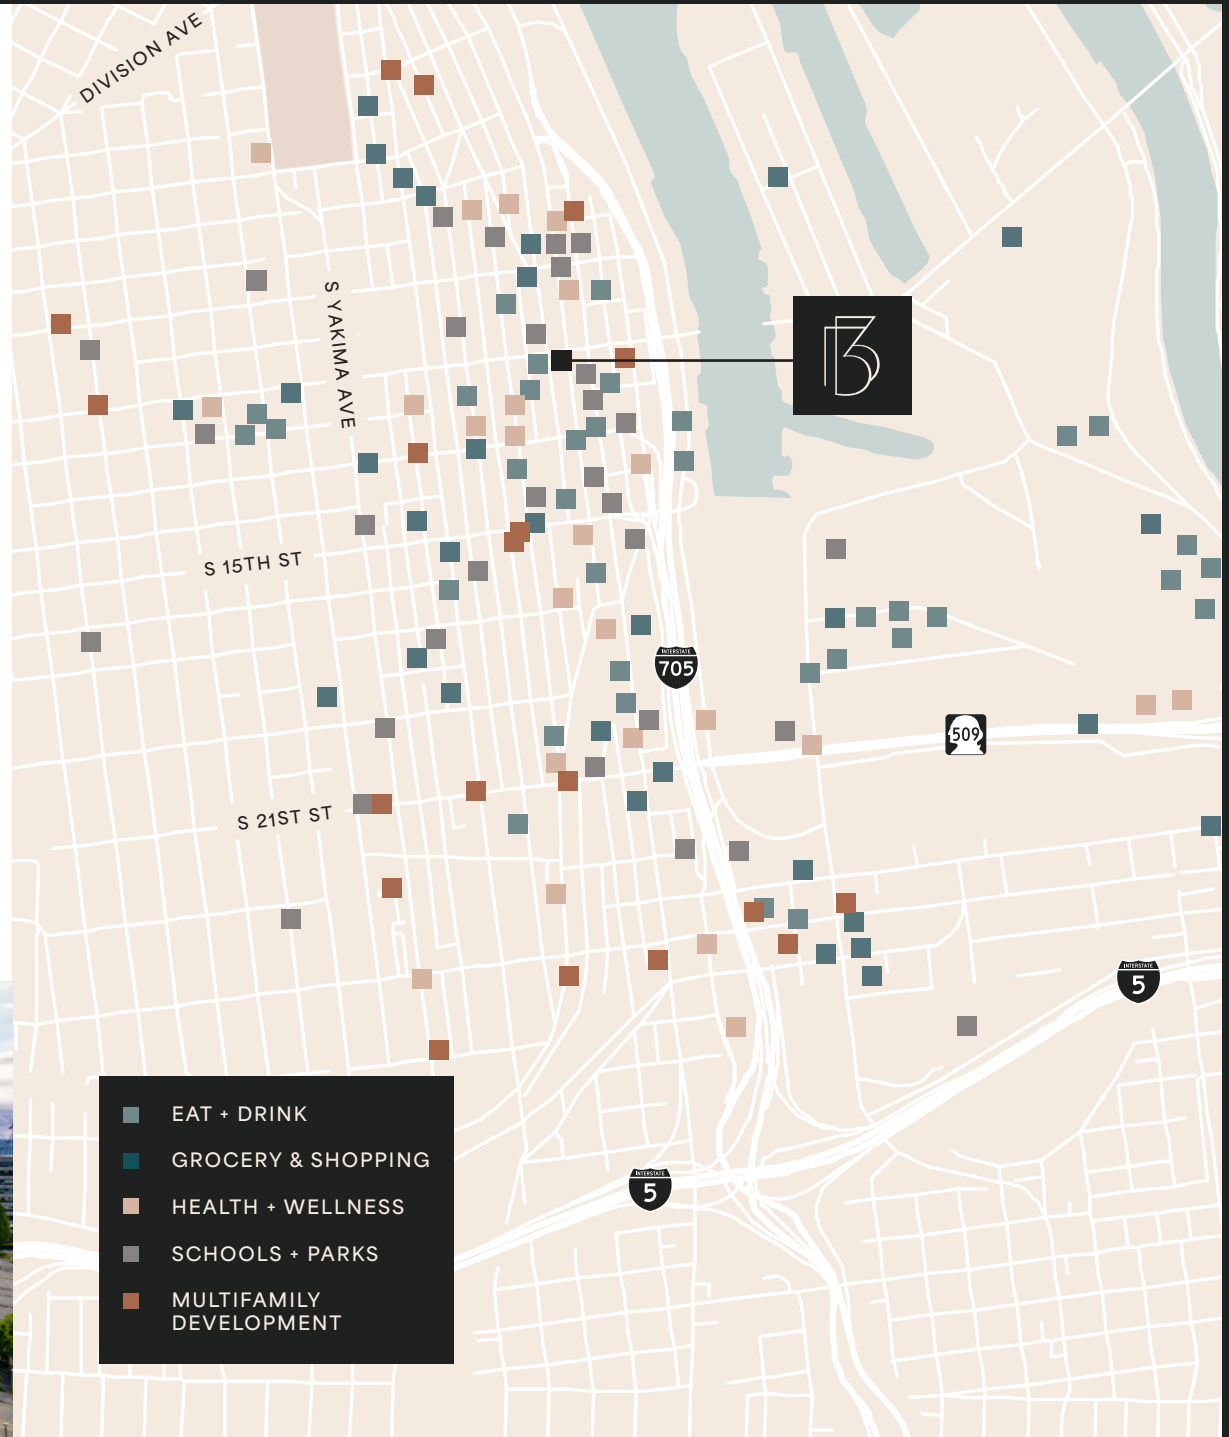 DIVISION AVE
S YAKIMA AVE
S 15TH ST
INTERSTATE
705
509
S 21ST ST
INTERSTATE
5
INTERSTATE
5
EAT + DRINK
GROCERY & SHOPPING
HEALTH + WELLNESS
SCHOOLS + PARKS
MULTIFAMILY
DEVELOPMENT